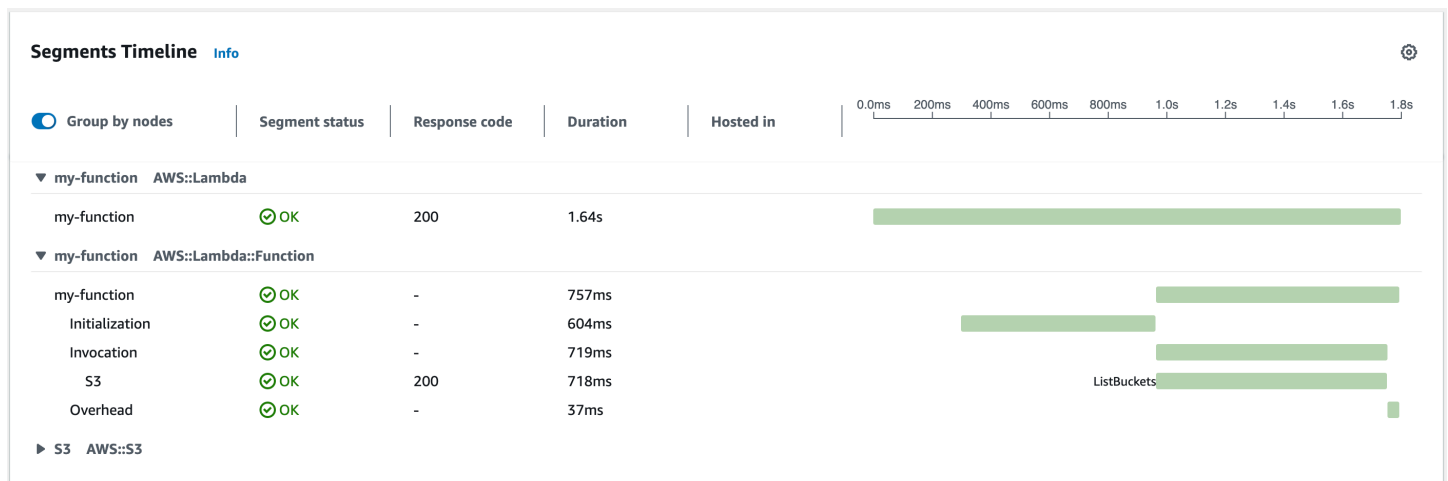 Segments Timeline Info
0.0ms 200ms 400ms 600ms 800ms 1.0s 1.2s 1.4s 1.6s 1.8s
Group by nodes Segment status Response code Duration Hosted in
my-function AWS::Lambda
my-function OK 200 1.64s
my-function AWS::Lambda::Function
my-function OK - 757ms
Initialization OK - 604ms
Invocation OK - 719ms
S3 OK 200 718ms ListBuckets
Overhead OK - 37ms
S3 AWS::S3